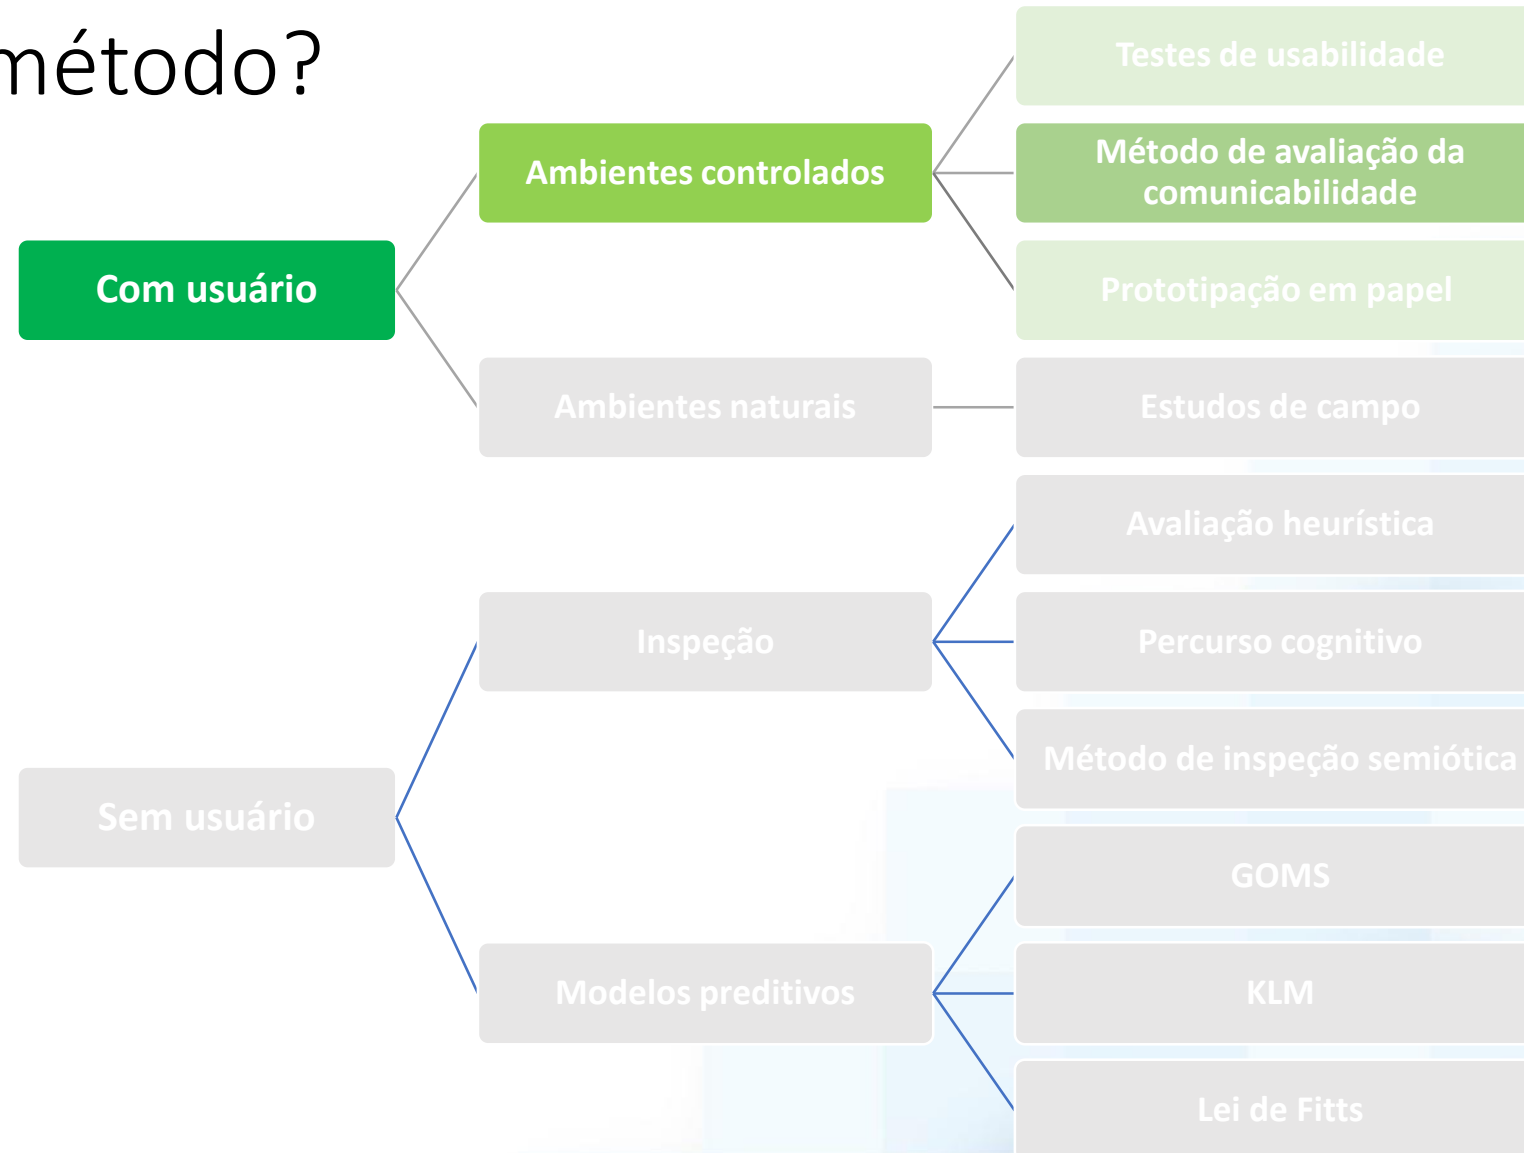 método?
Testes de usabilidade
Ambientes controlados
Método de avaliação da
comunicabilidade
Com usuário
Prototipação em papel
Ambientes naturais
Estudos de campo
Avaliação heurística
Inspeção
Percurso cognitivo
Método de inspeção semiótica
Sem usuário
GOMS
Modelos preditivos
KLM
Lei de Fitts